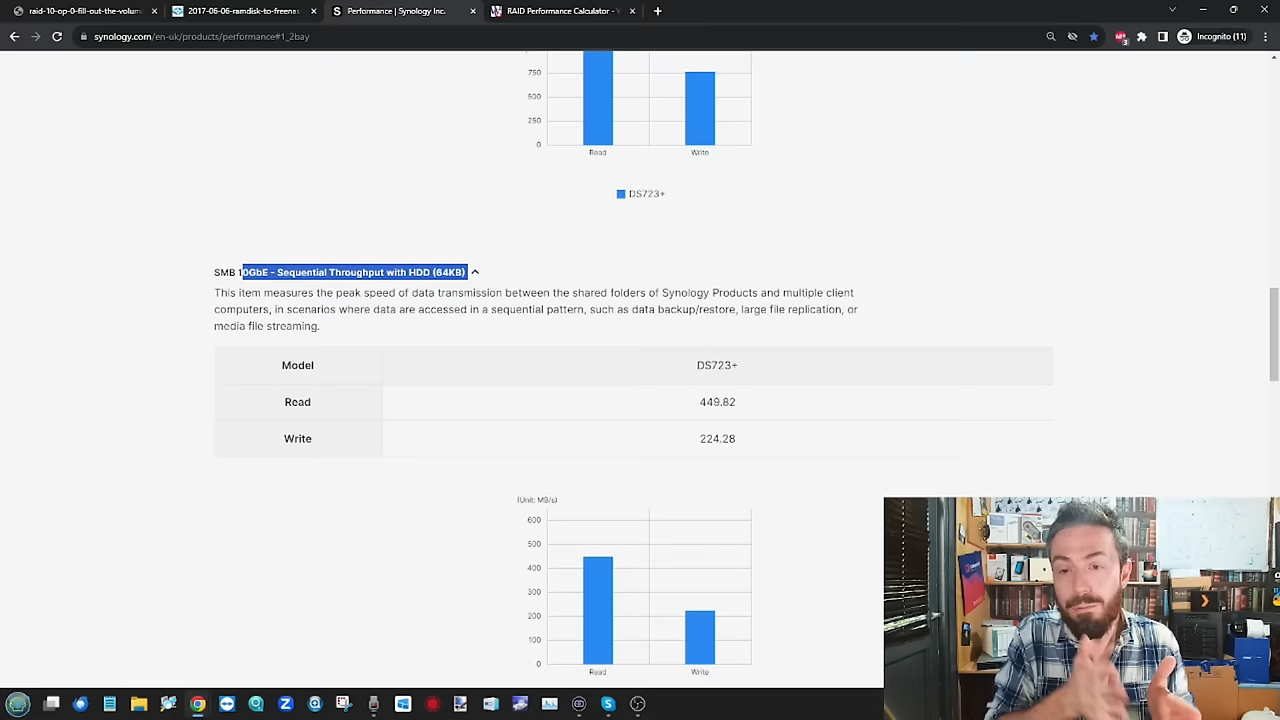 raid-10-op-0-fill-out-the-volum
2017-06-06-ramdisk-to-freenas
Performance | Synology Inc.
RAID Performance Calculator - V
synology.com/en-uk/products/performance#1_2bay
3
Incognito (11)
750
500
250
0
Read
Write
DS723+
SMB 10GbE - Sequential Throughput with HDD (64KB)
This item measures the peak speed of data transmission between the shared folders of Synology Products and multiple client
computers, in scenarios where data are accessed in a sequential pattern, such as data backup/restore, large file replication, or
media file streaming.
Model
DS723+
Read
449.82
Write
224.28
(Unit: MB/s)
600
500
400
300
200
100
0
Read
Write